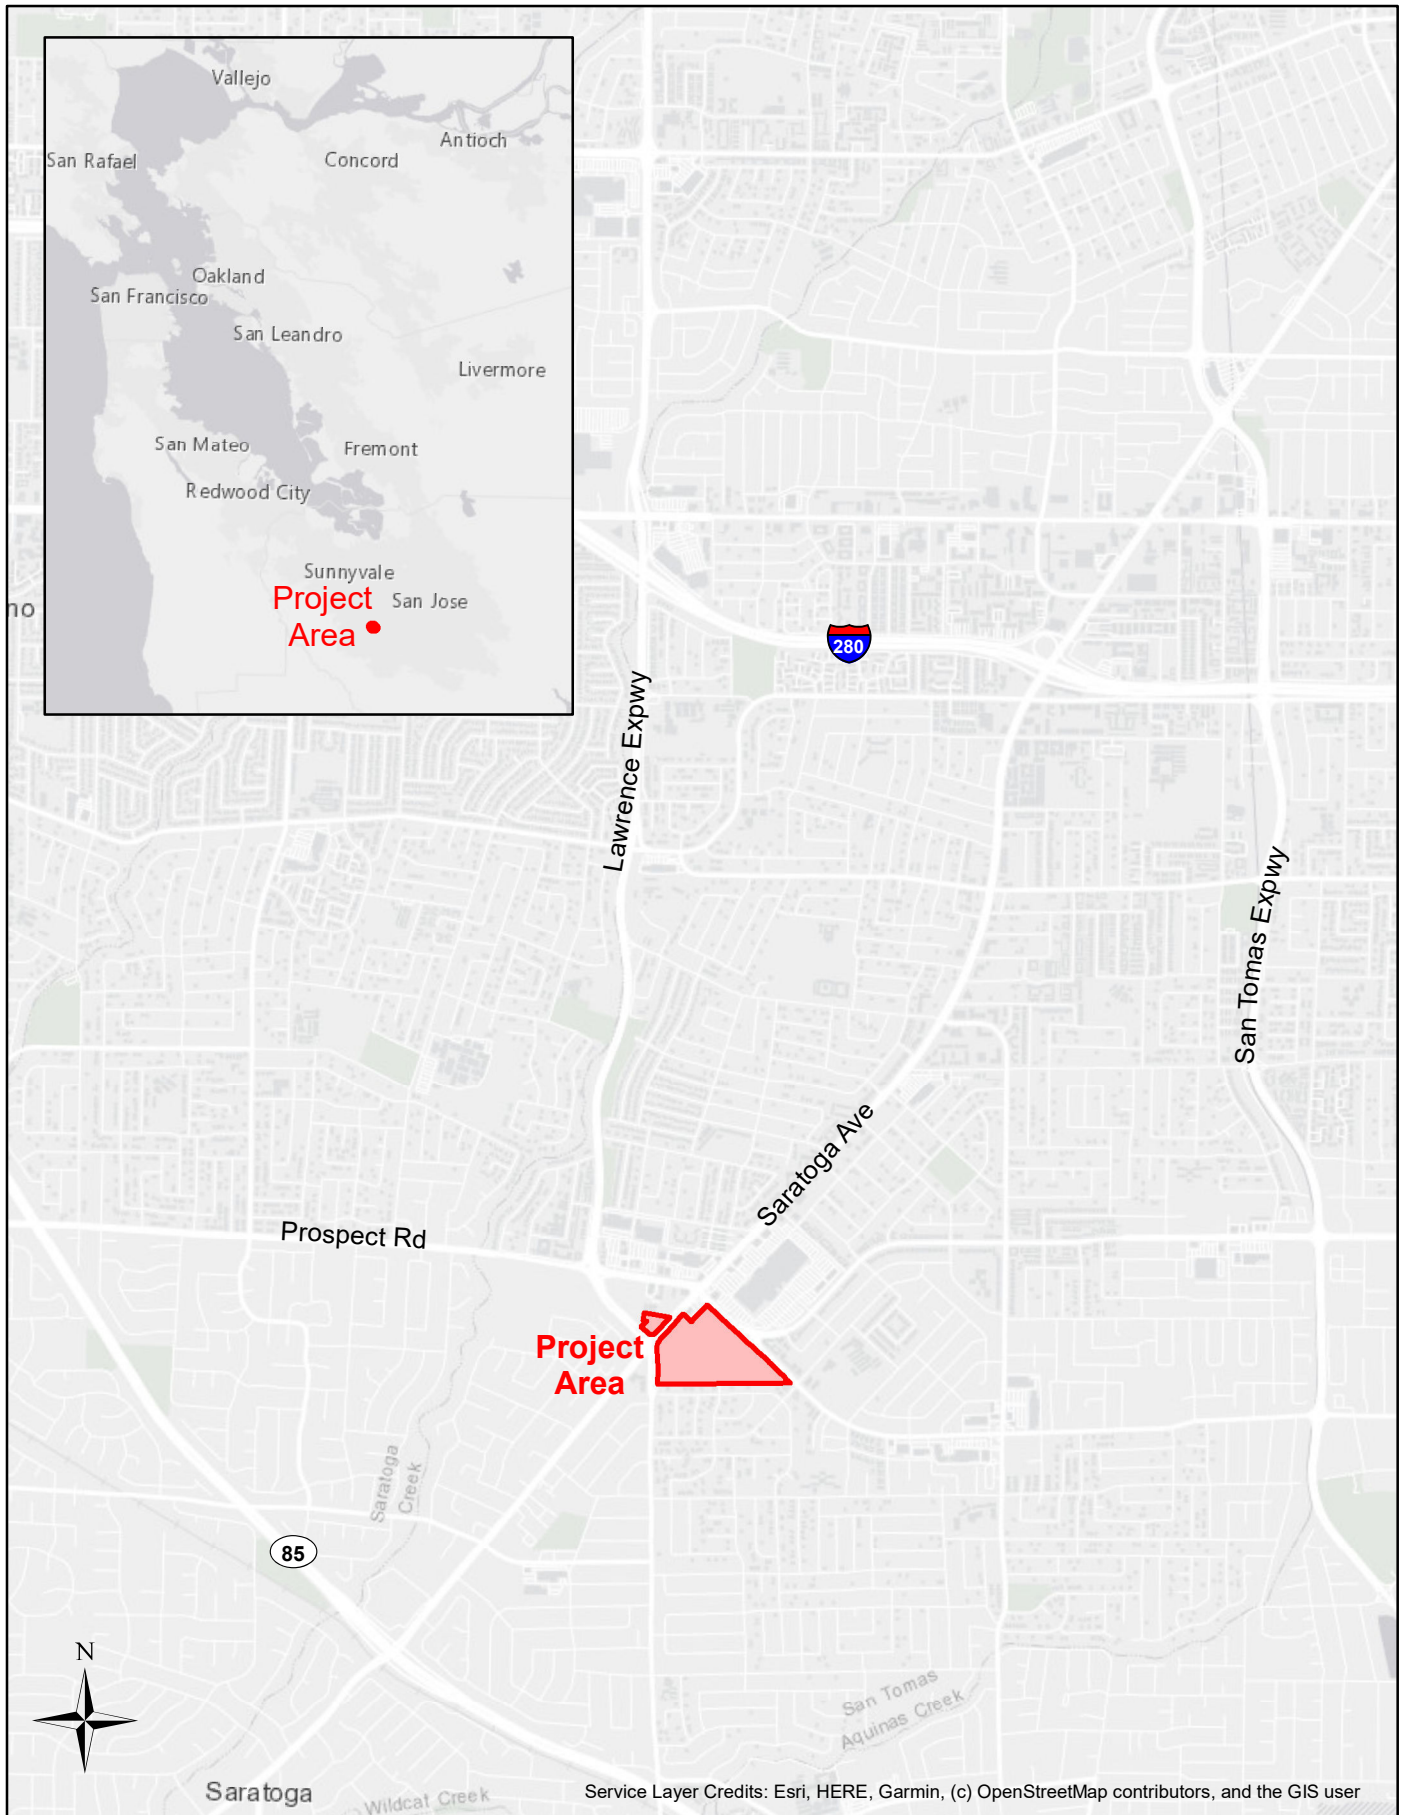 Vallejo
Antioch
San Rafael
Concord
Oakland
San Francisco
San Leandro
Livermore
San Mateo
Fremont
Redwood City
Sunnyvale
Project
Area
San Jose
no
280
Lawrence Expwy
San Tomas Expwy
Saratoga Ave
Prospect Rd
Project
Area
Saratoga
Creek
85
N
San Tomas
Aquinas Creek
Saratoga
Wildcat Creek
Service Layer Credits: Esri, HERE, Garmin, (c) OpenStreetMap contributors, and the GIS user